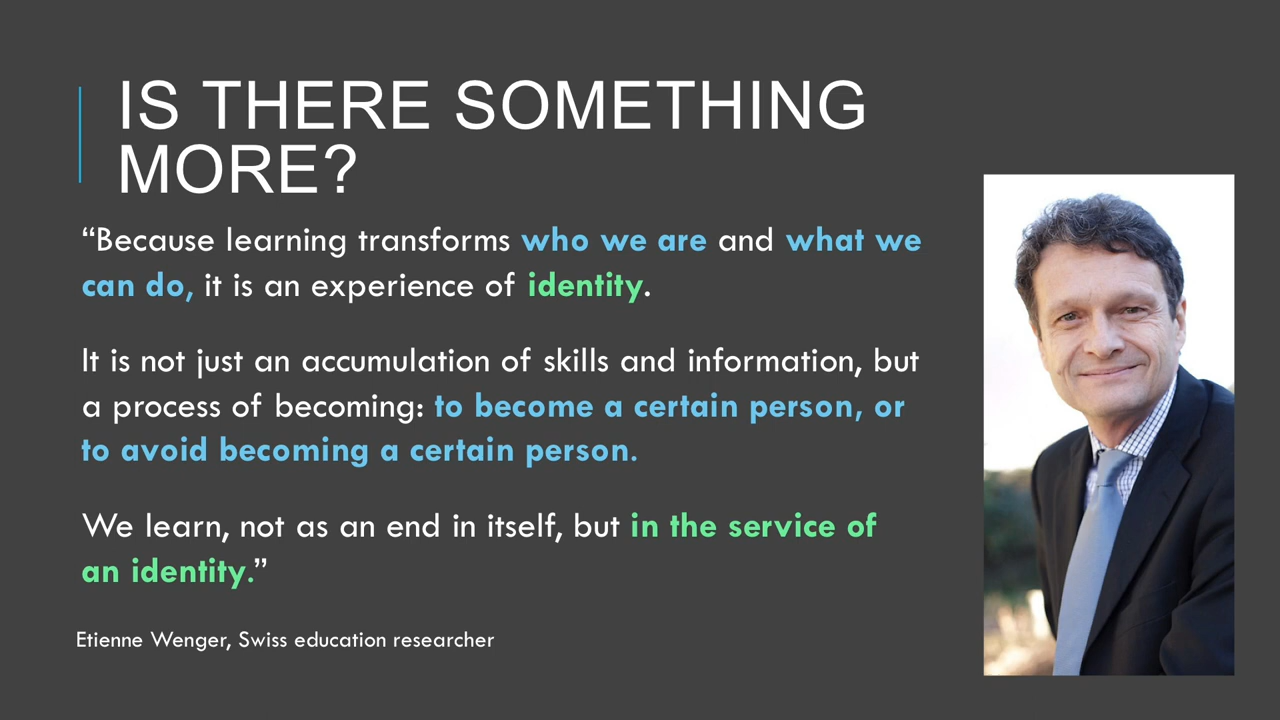 IS THERE SOMETHING
MORE?
“Because learning transforms who we are and what we
can do, it is an experience of identity.
It is not just an accumulation of skills and information, but
a process of becoming: to become a certain person, or
to avoid becoming a certain person.
We learn, not as an end in itself, but in the service of
an identity.”
Etienne Wenger, Swiss education researcher